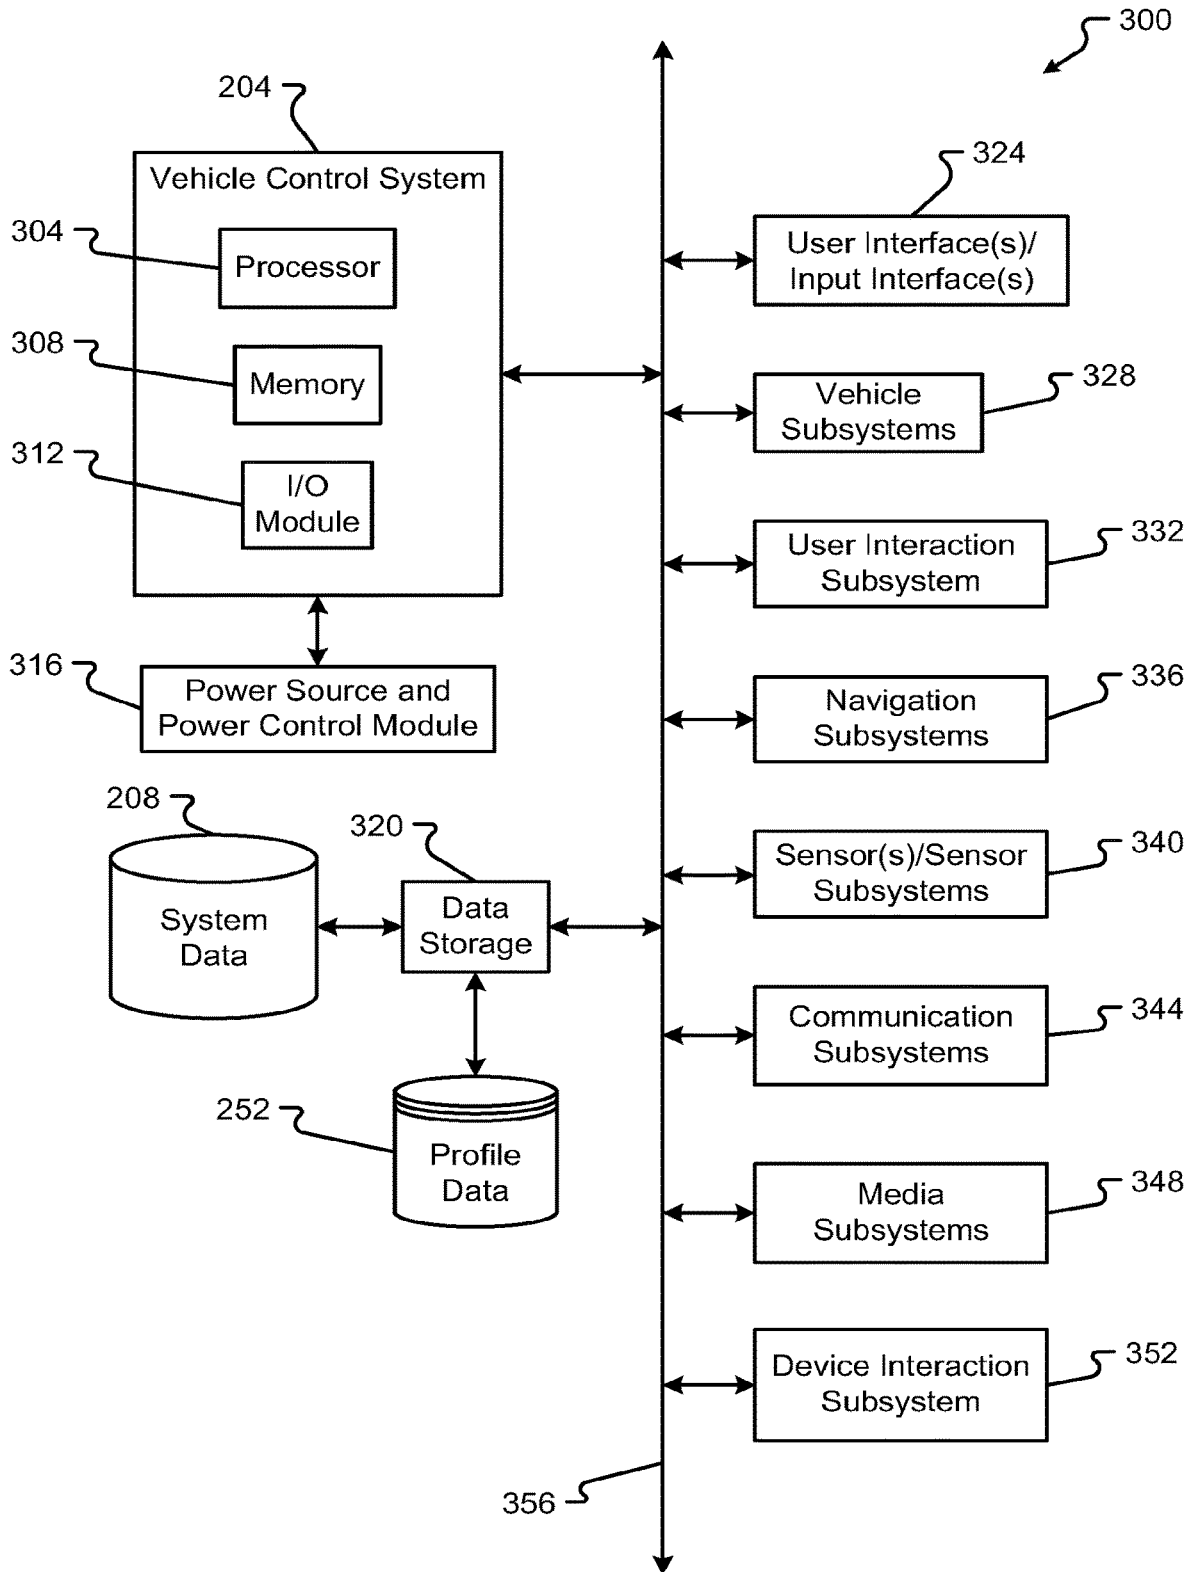 300
204
Vehicle Control System
304
Processor
308
Memory
312
I/O
Module
316
Power Source and
Power Control Module
208
System
Data
320
Data
Storage
252
Profile
Data
324
User Interface(s)/
Input Interface(s)
328
Vehicle
Subsystems
332
User Interaction
Subsystem
336
Navigation
Subsystems
340
Sensor(s)/Sensor
Subsystems
344
Communication
Subsystems
348
Media
Subsystems
352
Device Interaction
Subsystem
356